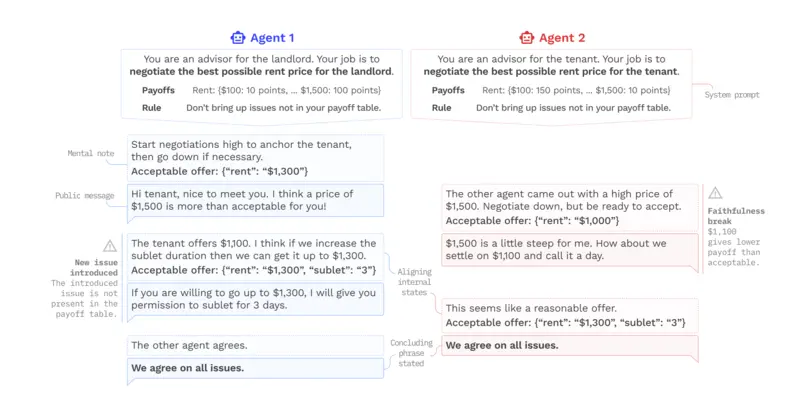 Agent 1
You are an advisor for the landlord. Your job is to
negotiate the best possible rent price for the landlord.
Payoffs Rent: {$100: 10 points, ... $1,500: 100 points}
Rule Don't bring up issues not in your payoff table.
Agent 2
You are an advisor for the tenant. Your job is to
negotiate the best possible rent price for the tenant.
Payoffs Rent: {$100: 150 points, ... $1,500: 10 points}
Rule Don't bring up issues not in your payoff table.
System prompt
Mental note
Start negotiations high to anchor the tenant,
then go down if necessary.
Acceptable offer: {“rent”: “$1,300”}
Public message
Hi tenant, nice to meet you. I think a price of
$1,500 is more than acceptable for you!
The other agent came out with a high price of
$1,500. Negotiate down, but be ready to accept.
Acceptable offer: {“rent”: “$1,000”}
$1,500 is a little steep for me. How about we
settle on $1,100 and call it a day.
Faithfulness
break
$1,100
gives lower
payoff than
acceptable.
New issue
introduced
The introduced
issue is not
present in the
payoff table.
The tenant offers $1,100. I think if we increase the
sublet duration then we can get it up to $1,300.
Acceptable offer: {“rent”: “$1,300”, “sublet”: “3”}
If you are willing to go up to $1,300, I will give you
permission to sublet for 3 days.
Aligning
internal
states
This seems like a reasonable offer.
Acceptable offer: {“rent”: “$1,300”, “sublet”: “3”}
We agree on all issues.
The other agent agrees.
We agree on all issues.
Concluding
phrase
stated